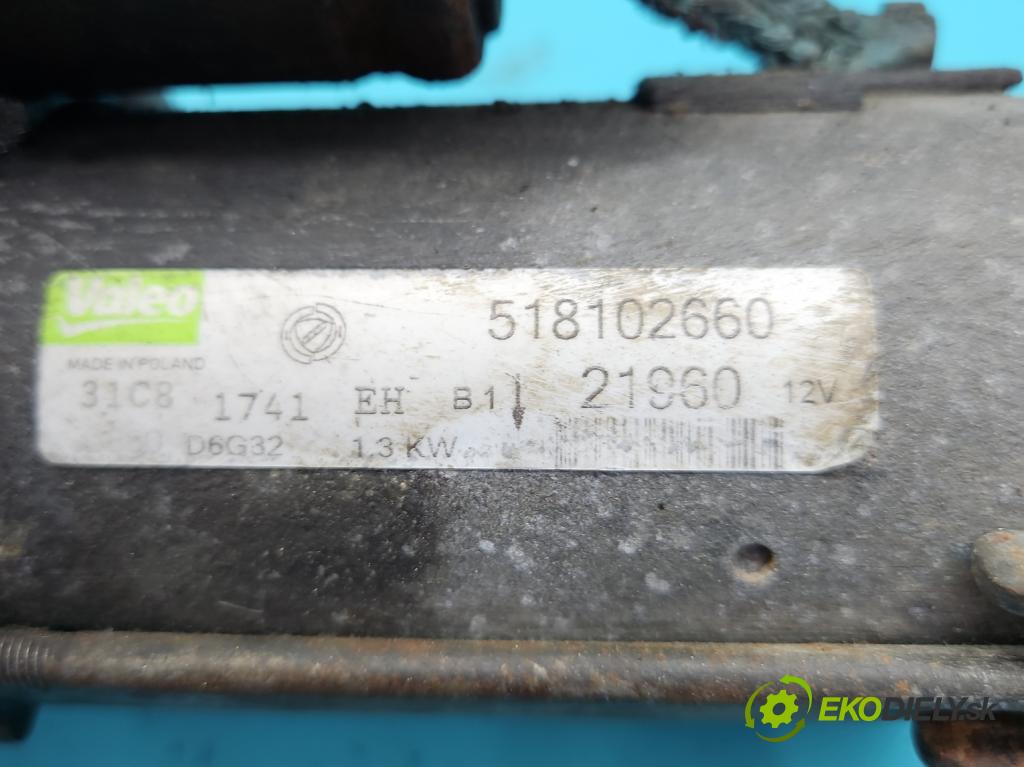 Valeo
518102660
MADE IN POLAND
31C8 1741 EH B1 21960 12V
D6G32 1.3 KW
EKODIELY.sk